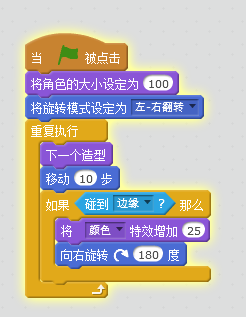 当 被点击
将角色的大小设定为 100
将旋转模式设定为 左-右翻转
重复执行
下一个造型
移动 10 步
如果 碰到 边缘 ? 那么
将 颜色 特效增加 25
向右旋转 180 度